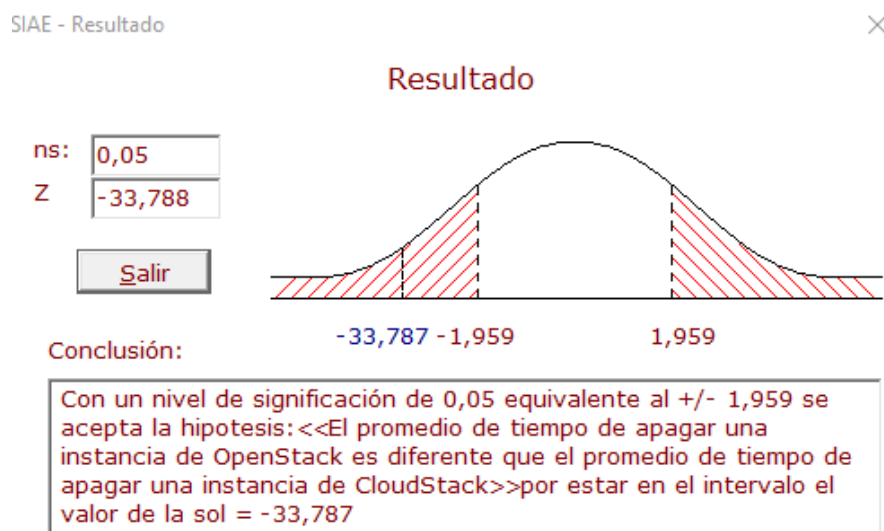 SIAE - Resultado
Resultado
ns: 0,05
Z -33,788
Salir
-33,787 -1,959 1,959
Conclusión:
Con un nivel de significación de 0,05 equivalente al +/- 1,959 se
acepta la hipotesis:<<El promedio de tiempo de apagar una
instancia de OpenStack es diferente que el promedio de tiempo de
apagar una instancia de CloudStack>>por estar en el intervalo el
valor de la sol = -33,787